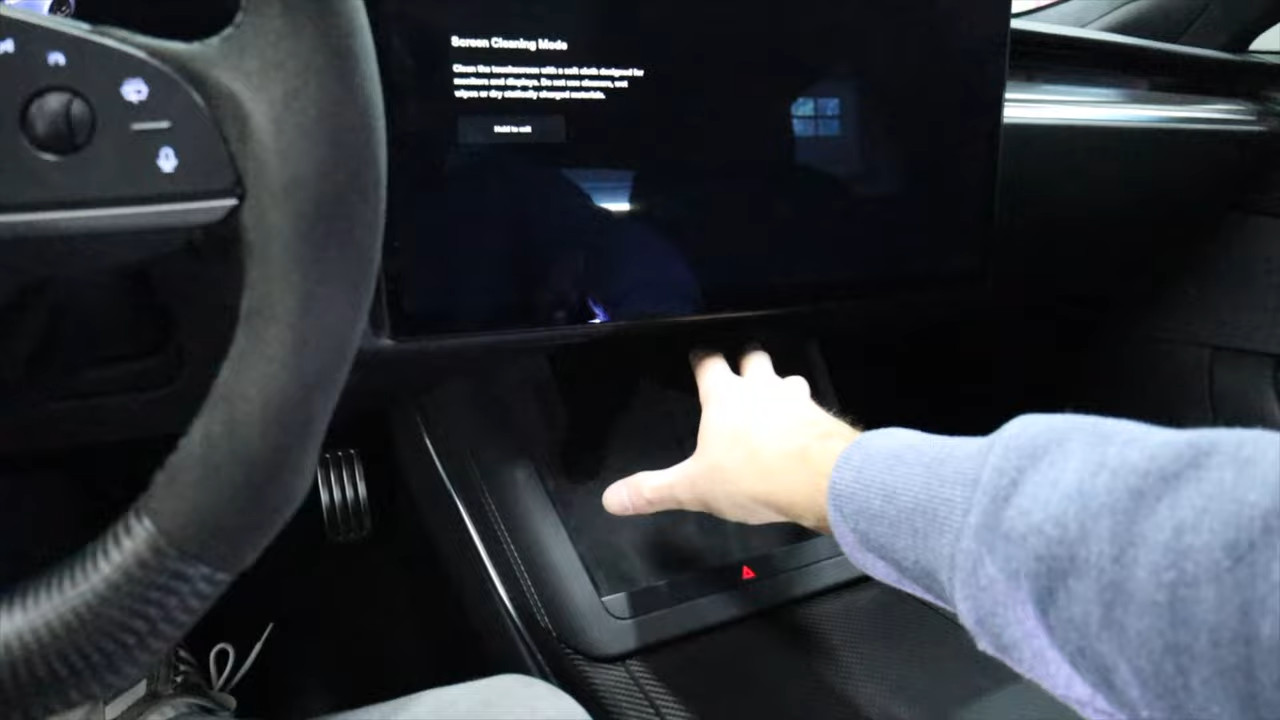 Screen Cleaning Mode
Clean the touchscreen with a soft cloth designed for
monitors and displays. Do not use cleaners, wet
wipes or dry statically charged materials.
Hold to exit